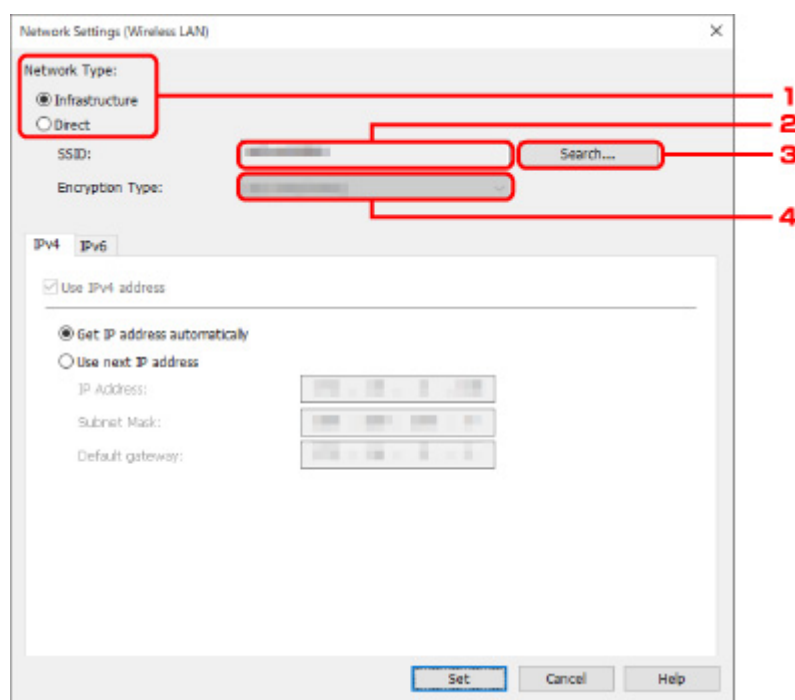 Network Settings (Wireless LAN)
Network Type:
Infrastructure
1
Direct
2
SSID:
Search....
3
Encryption Type:
4
IPv4 IPv6
Use IPv4 address
Get IP address automatically
Use next IP address
IP Address:
Subnet Mask:
Default gateway:
Set Cancel Help